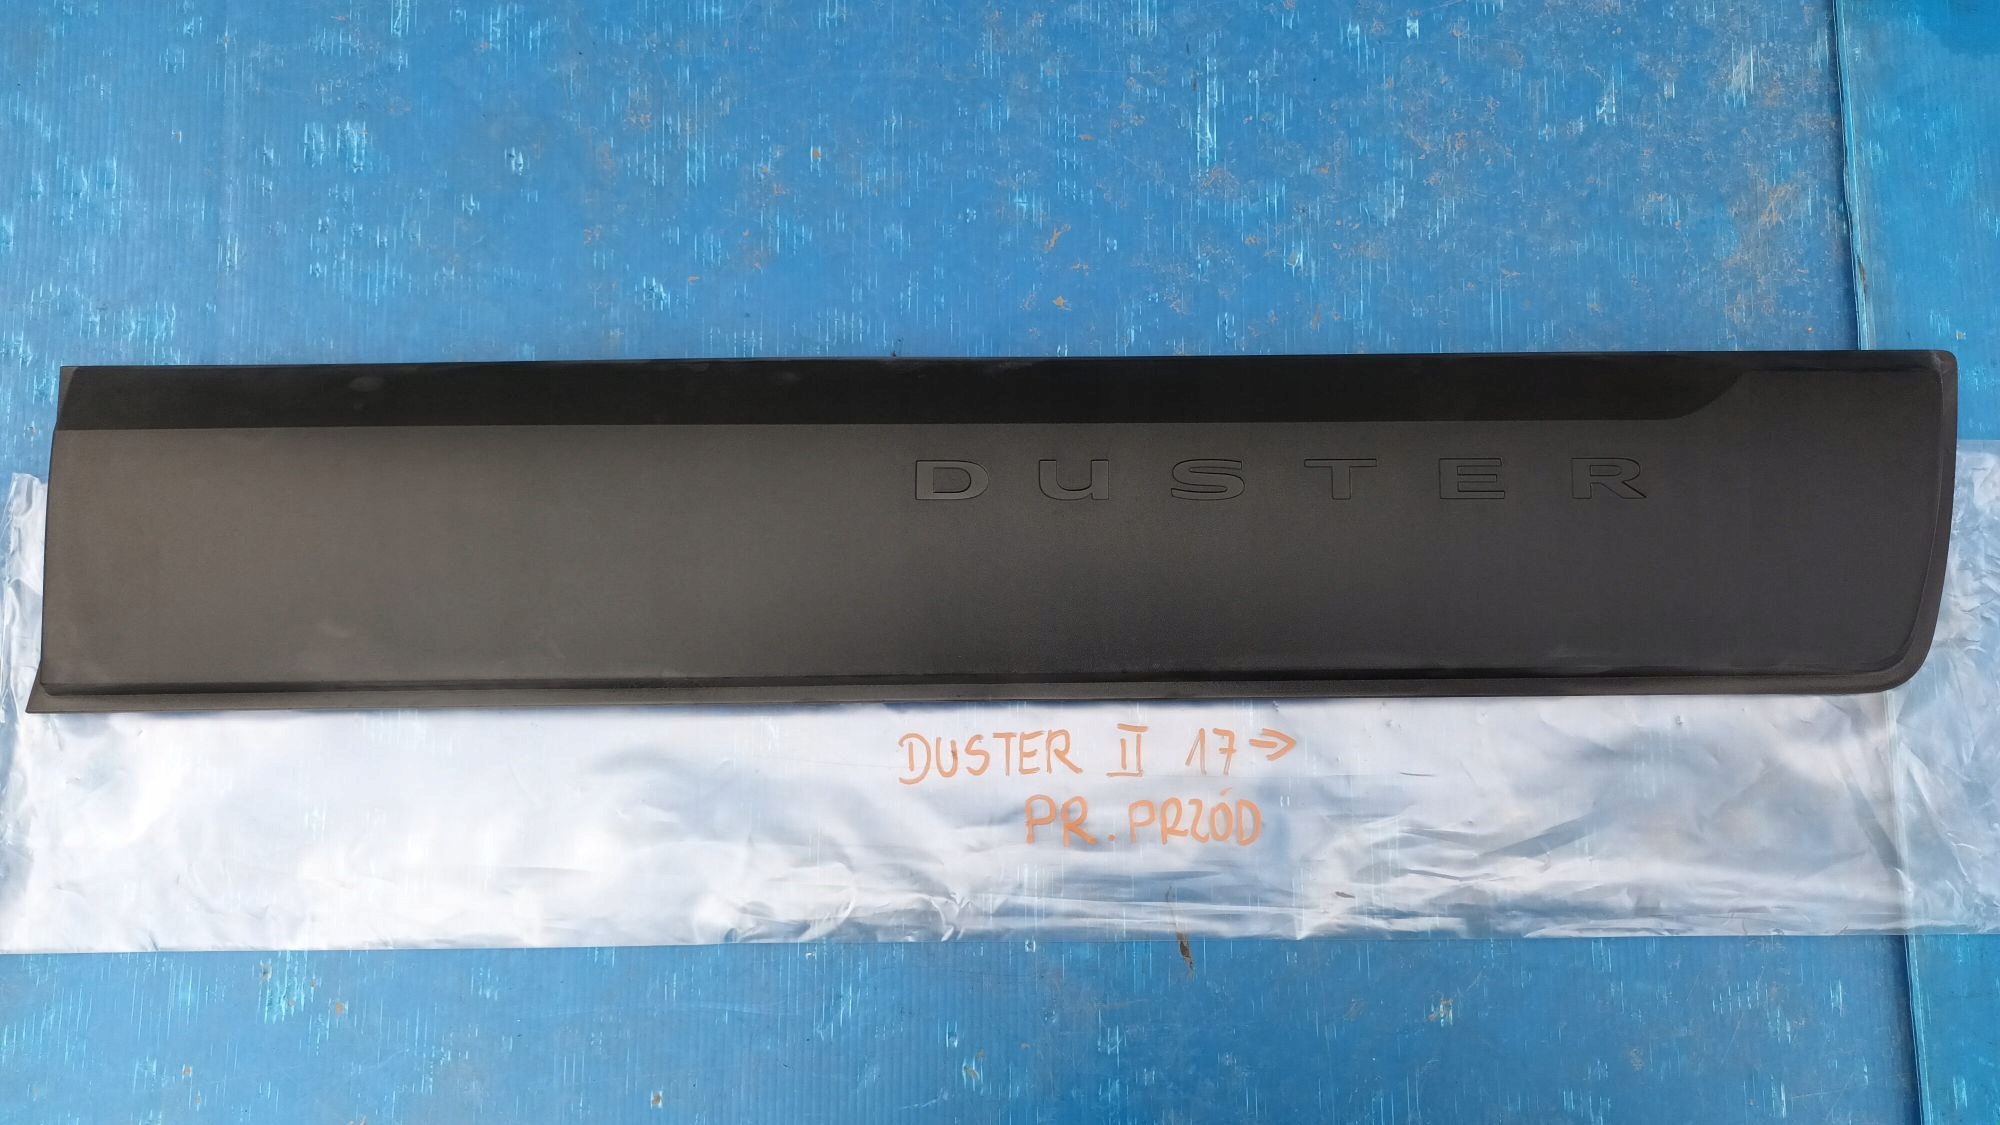 DUSTER
DUSTER II 17→
PR. PRZÓD